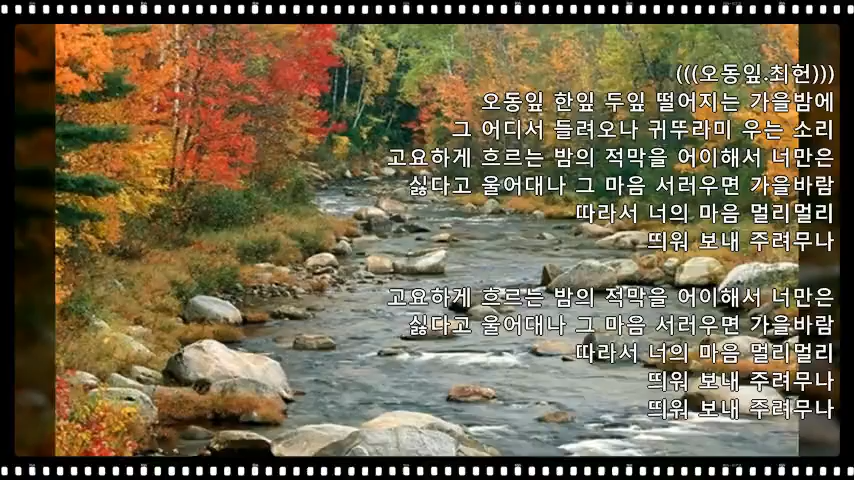 (((오동잎.최헌)))
오동잎 한잎 두잎 떨어지는 가을밤에
그 어디서 들려오나 귀뚜라미 우는 소리
고요하게 흐르는 밤의 적막을 어이해서 너만은
싫다고 울어대나 그 마음 서러우면 가을바람
따라서 너의 마음 멀리멀리
띄워 보내 주려무나
고요하게 흐르는 밤의 적막을 어이해서 너만은
싫다고 울어대나 그 마음 서러우면 가을바람
따라서 너의 마음 멀리멀리
띄워 보내 주려무나
띄워 보내 주려무나